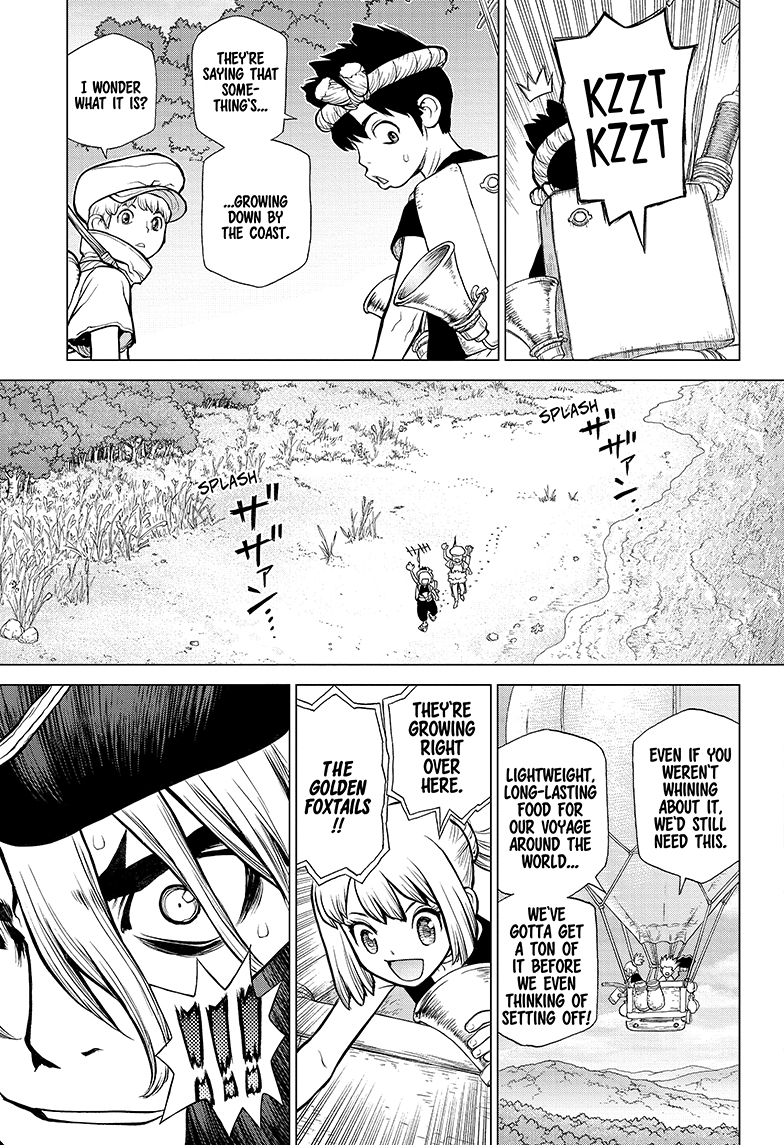 KZZT
KZZT
THEY'RE
SAYING THAT
SOME-
THING'S...
...GROWING
DOWN BY
THE COAST.
I WONDER
WHAT IT IS?
SPLASH
ザザァン…
SPLASH
ザザァン…
EVEN IF YOU
WEREN'T
WHINING
ABOUT IT,
WE'D STILL
NEED THIS.
LIGHTWEIGHT,
LONG-LASTING
FOOD FOR
OUR VOYAGE
AROUND THE
WORLD...
WE'VE
GOTTA GET
A TON OF
IT BEFORE
WE EVEN
THINKING OF
SETTING OFF!
THEY'RE
GROWING
RIGHT
OVER
HERE.
THE
GOLDEN
FOXTAILS
!!
!!!